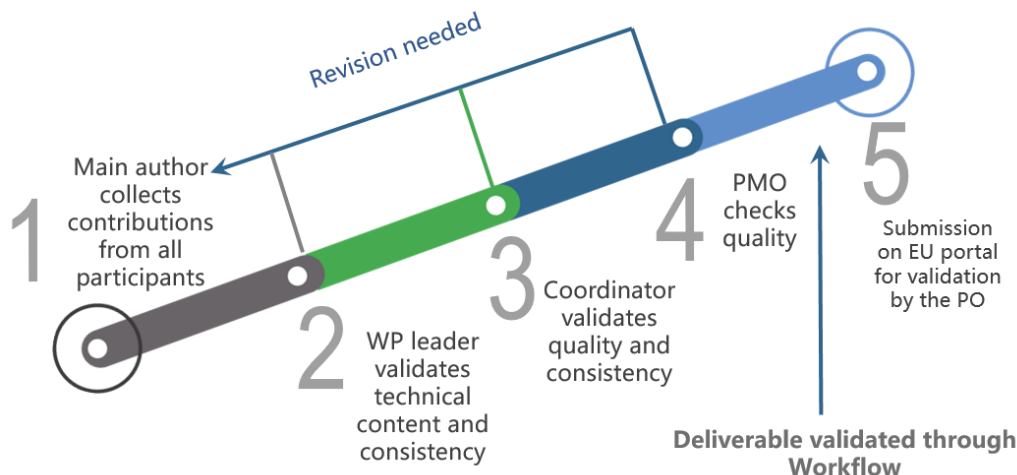 Revision needed
1
Main author
collects
contributions
from all
participants
2
WP leader
validates
technical
content and
consistency
3
Coordinator
validates
quality and
consistency
4
PMO
checks
quality
5
Submission
on EU portal
for validation
by the PO
Deliverable validated through
Workflow